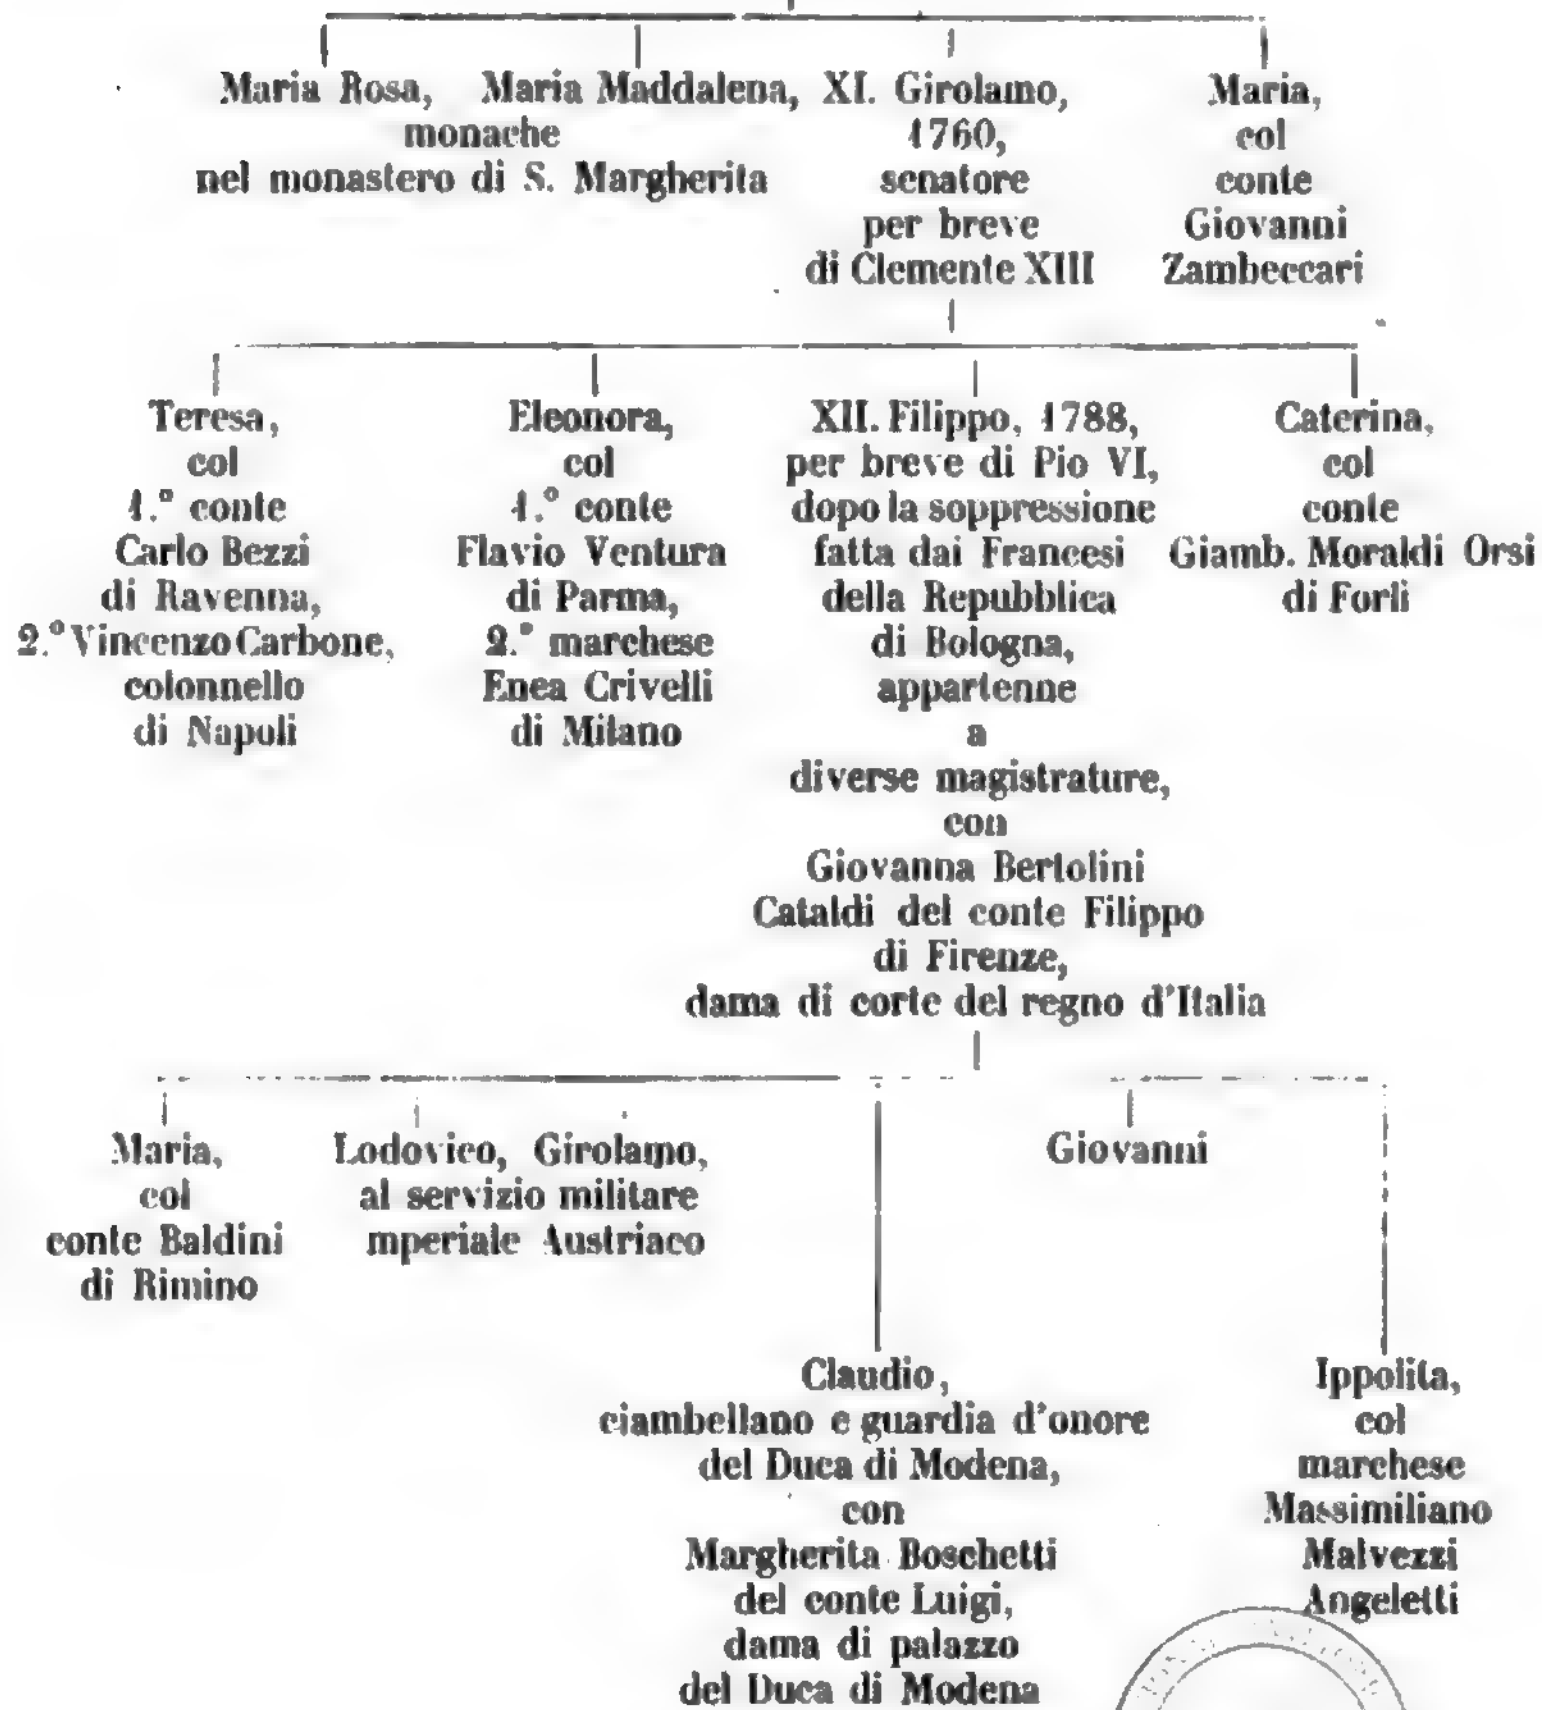 Maria Rosa, Maria Maddalena,
monache
nel monastero di S. Margherita
XI. Girolamo,
1760,
senatore
per breve
di Clemente XIII
Maria,
col
conte
Giovanni
Zambeccari
Teresa,
col
1.º conte
Carlo Bezzi
di Ravenna,
2.º Vincenzo Carbone,
colonnello
di Napoli
Eleonora,
col
1.º conte
Flavio Ventura
di Parma,
2.º marchese
Enea Crivelli
di Milano
XII. Filippo, 1788,
per breve di Pio VI,
dopo la soppressione
fatta dai Francesi
della Repubblica
di Bologna,
appartenne
a
diverse magistrature,
con
Giovanna Bertolini
Cataldi del conte Filippo
di Firenze,
dama di corte del regno d'Italia
Caterina,
col
conte
Giamb. Moraldi Orsi
di Forlì
Maria,
col
conte Baldini
di Rimino
Lodovico, Girolamo,
al servizio militare
mperiale Austriaco
Giovanni
Claudio,
ciambellano e guardia d'onore
del Duca di Modena,
con
Margherita Boschetti
del conte Luigi,
dama di palazzo
del Duca di Modena
Ippolita,
col
marchese
Massimiliano
Malvezzi
Angeletti